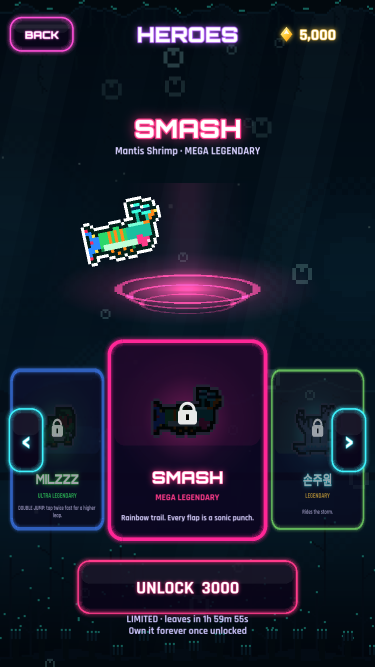 BACK
HEROES
5,000
SMASH
Mantis Shrimp · MEGA LEGENDARY
<
>
MILZZZ
ULTRA LEGENDARY
DOUBLE JUMP: tap twice fast for a higher
leap.
SMASH
MEGA LEGENDARY
Rainbow trail. Every flap is a sonic punch.
손주원
LEGENDARY
Rides the storm.
UNLOCK 3000
LIMITED · leaves in 1h 59m 55s
Own it forever once unlocked